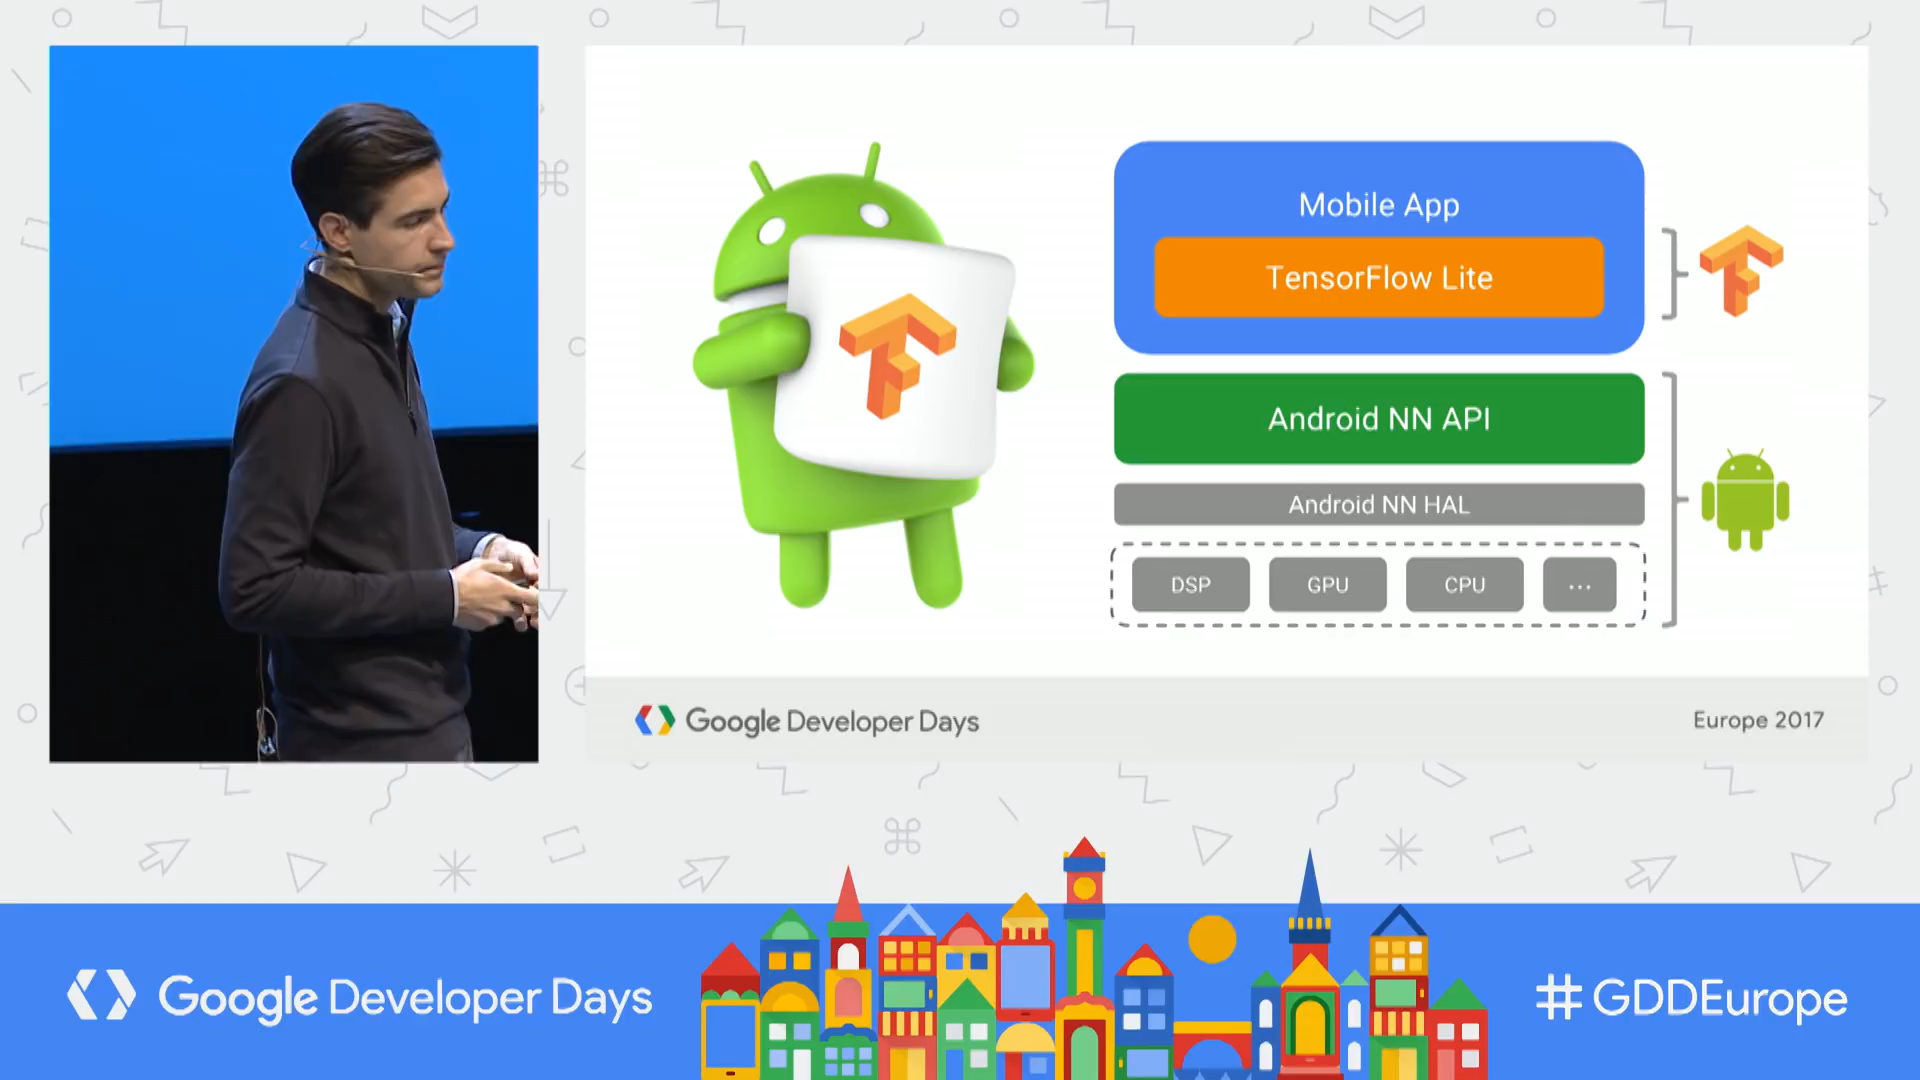 Mobile App
TensorFlow Lite
Android NN API
Android NN HAL
DSP
GPU
CPU
...
Google Developer Days
Europe 2017
Google Developer Days
#GDDEurope